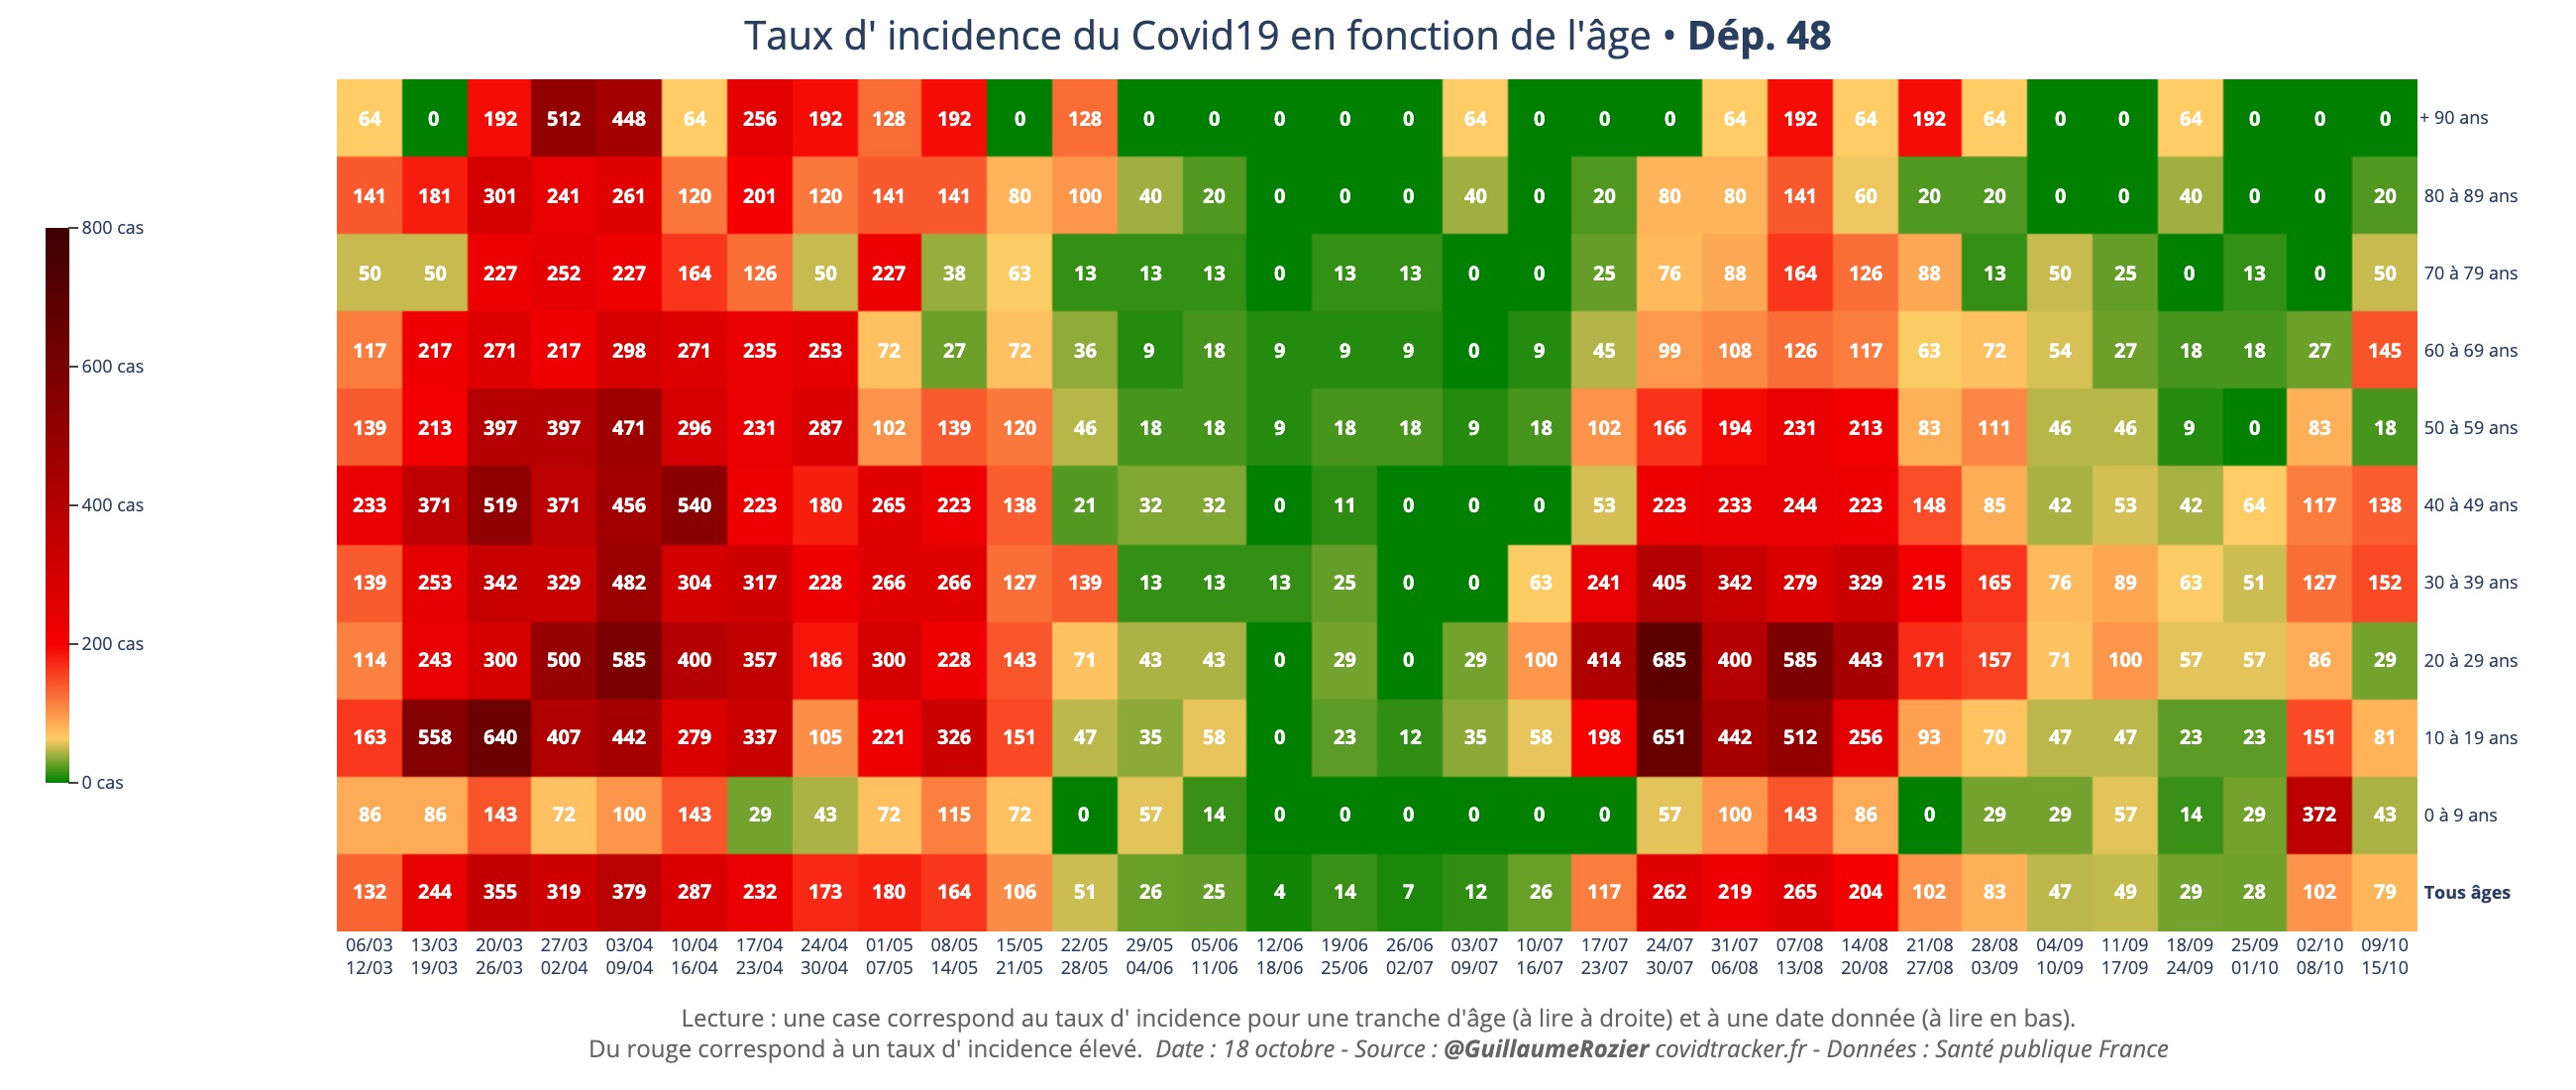 Taux d' incidence du Covid19 en fonction de l'âge • Dép. 48
800 cas
600 cas
400 cas
200 cas
0 cas
64 0 192 512 448 64 256 192 128 192 0 128 0 0 0 0 0 64 0 0 0 64 192 64 192 64 0 0 64 0 0 0 + 90 ans
141 181 301 241 261 120 201 120 141 141 80 100 40 20 0 0 0 40 0 20 80 80 141 60 20 20 0 0 40 0 0 20 80 à 89 ans
50 50 227 252 227 164 126 50 227 38 63 13 13 13 0 13 13 0 0 25 76 88 164 126 88 13 50 25 0 13 0 50 70 à 79 ans
117 217 271 217 298 271 235 253 72 27 72 36 9 18 9 9 9 0 9 45 99 108 126 117 63 72 54 27 18 18 27 145 60 à 69 ans
139 213 397 397 471 296 231 287 102 139 120 46 18 18 9 18 18 9 18 102 166 194 231 213 83 111 46 46 9 0 83 18 50 à 59 ans
233 371 519 371 456 540 223 180 265 223 138 21 32 32 0 11 0 0 0 53 223 233 244 223 148 85 42 53 42 64 117 138 40 à 49 ans
139 253 342 329 482 304 317 228 266 266 127 139 13 13 13 25 0 0 63 241 405 342 279 329 215 165 76 89 63 51 127 152 30 à 39 ans
114 243 300 500 585 400 357 186 300 228 143 71 43 43 0 29 0 29 100 414 685 400 585 443 171 157 71 100 57 57 86 29 20 à 29 ans
163 558 640 407 442 279 337 105 221 326 151 47 35 58 0 23 12 35 58 198 651 442 512 256 93 70 47 47 23 23 151 81 10 à 19 ans
86 86 143 72 100 143 29 43 72 115 72 0 57 14 0 0 0 0 0 0 57 100 143 86 0 29 29 57 14 29 372 43 0 à 9 ans
132 244 355 319 379 287 232 173 180 164 106 51 26 25 4 14 7 12 26 117 262 219 265 204 102 83 47 49 29 28 102 79 Tous âges
06/03 13/03 20/03 27/03 03/04 10/04 17/04 24/04 01/05 08/05 15/05 22/05 29/05 05/06 12/06 19/06 26/06 03/07 10/07 17/07 24/07 31/07 07/08 14/08 21/08 28/08 04/09 11/09 18/09 25/09 02/10 09/10
12/03 19/03 26/03 02/04 09/04 16/04 23/04 30/04 07/05 14/05 21/05 28/05 04/06 11/06 18/06 25/06 02/07 09/07 16/07 23/07 30/07 06/08 13/08 20/08 27/08 03/09 10/09 17/09 24/09 01/10 08/10 15/10
Lecture : une case correspond au taux d' incidence pour une tranche d'âge (à lire à droite) et à une date donnée (à lire en bas).
Du rouge correspond à un taux d' incidence élevé. Date : 18 octobre - Source : @GuillaumeRozier covidtracker.fr - Données : Santé publique France